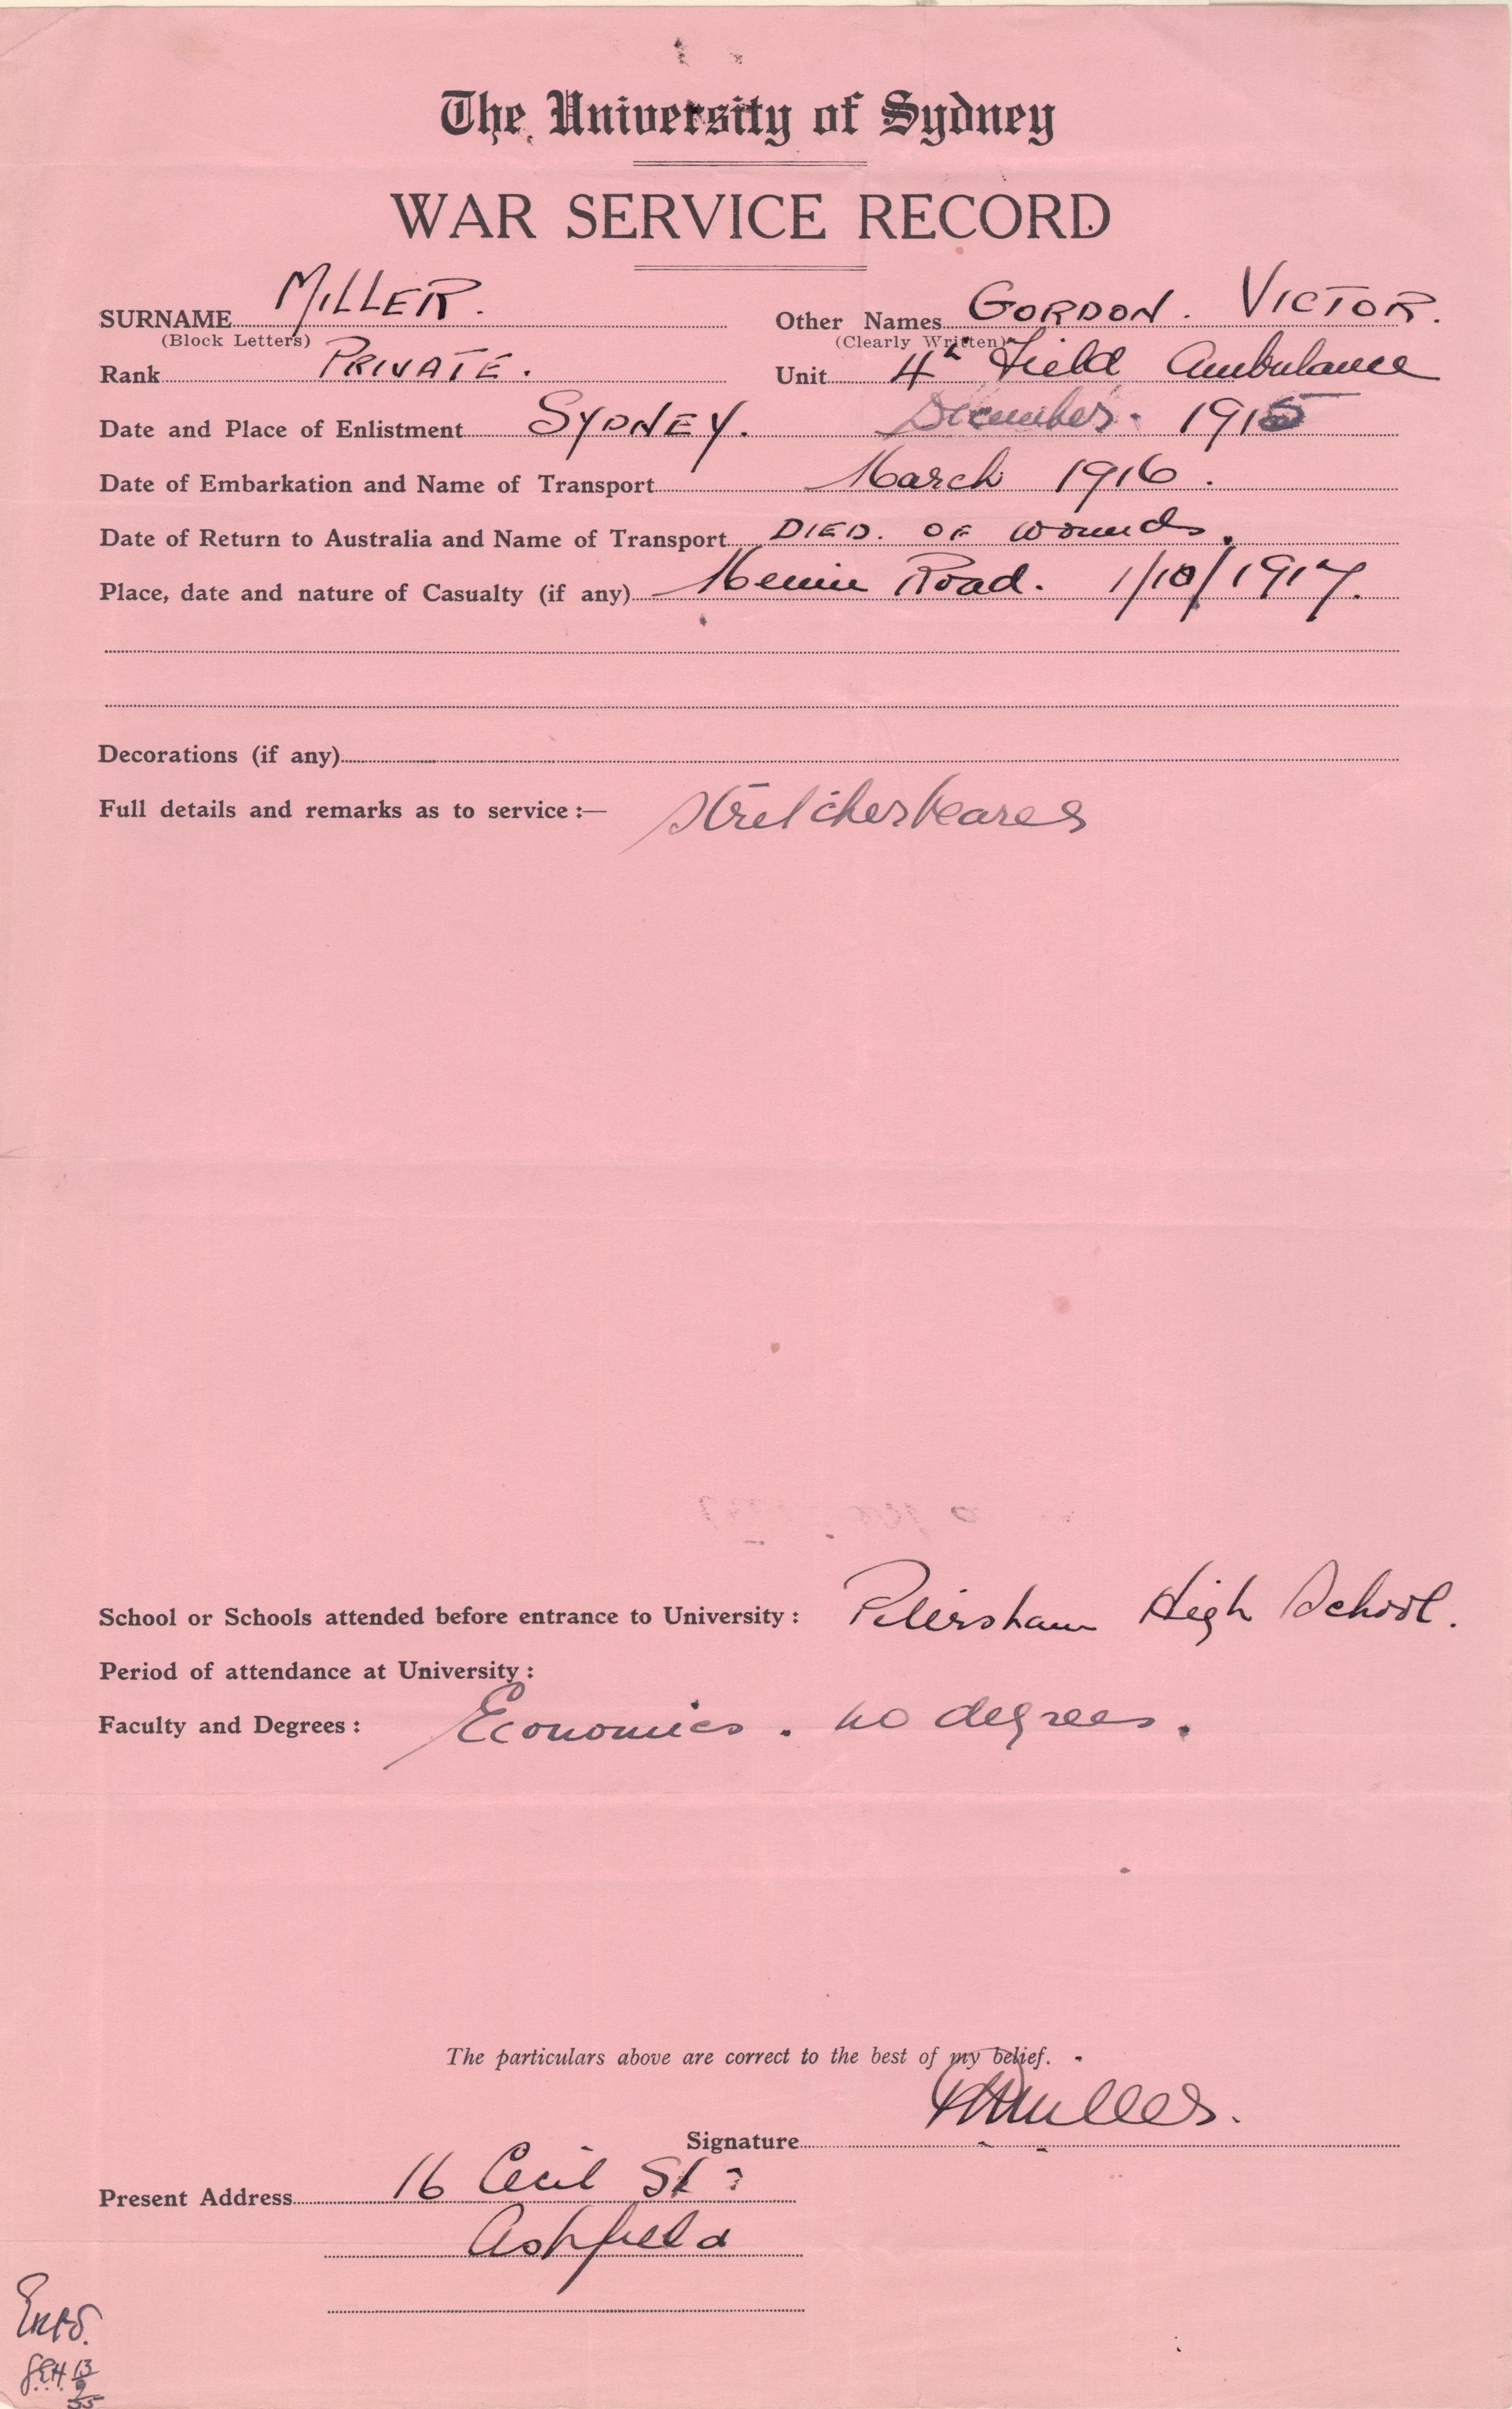 The University of Sydney
WAR SERVICE RECORD
SURNAME MILLER. Other Names GORDON. VICTOR.
(Block Letters) (Clearly Written)
Rank PRIVATE. Unit 4th Field Ambulance
Date and Place of Enlistment SYDNEY. December. 1915
Date of Embarkation and Name of Transport March 1916.
Date of Return to Australia and Name of Transport DIED. OF Wounds.
Place, date and nature of Casualty (if any) Menin Road. 1/10/1917.
Decorations (if any)
Full details and remarks as to service:— Stretcherbearer
School or Schools attended before entrance to University: Petersham High School.
Period of attendance at University:
Faculty and Degrees: Economics. no degrees.
The particulars above are correct to the best of my belief.
Signature Miller.
Present Address 16 Cecil St
Ashfield
Entd.
13/9/55